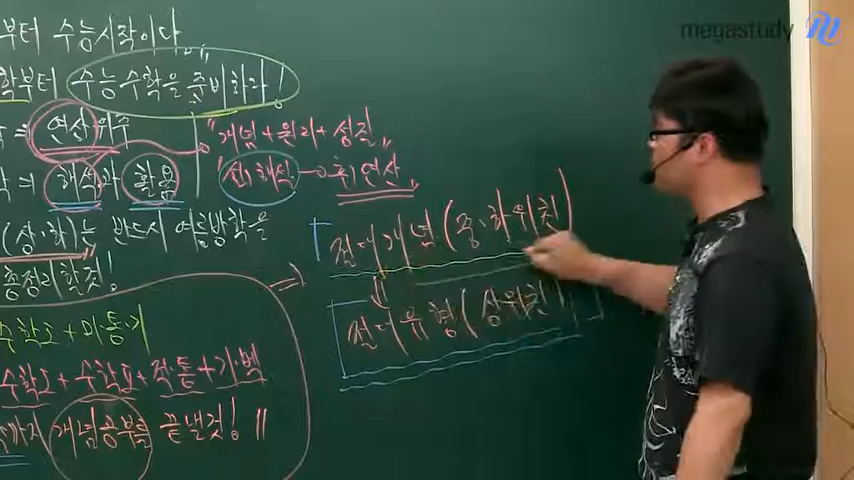 megastudy
부터 수능시작이다
학부터 수능수학을 준비하라!
연산위주
"개념+원리+성질"
해석과 활용
선)해석→후)연산
(상.하)는 반드시 여름방학을
총정리!
전체개념(중·하위권)
전체유형(상위권)
수학I+미통기
수학I+수학II+적·통+기·벡
까지 개념공부를 끝낼것!"